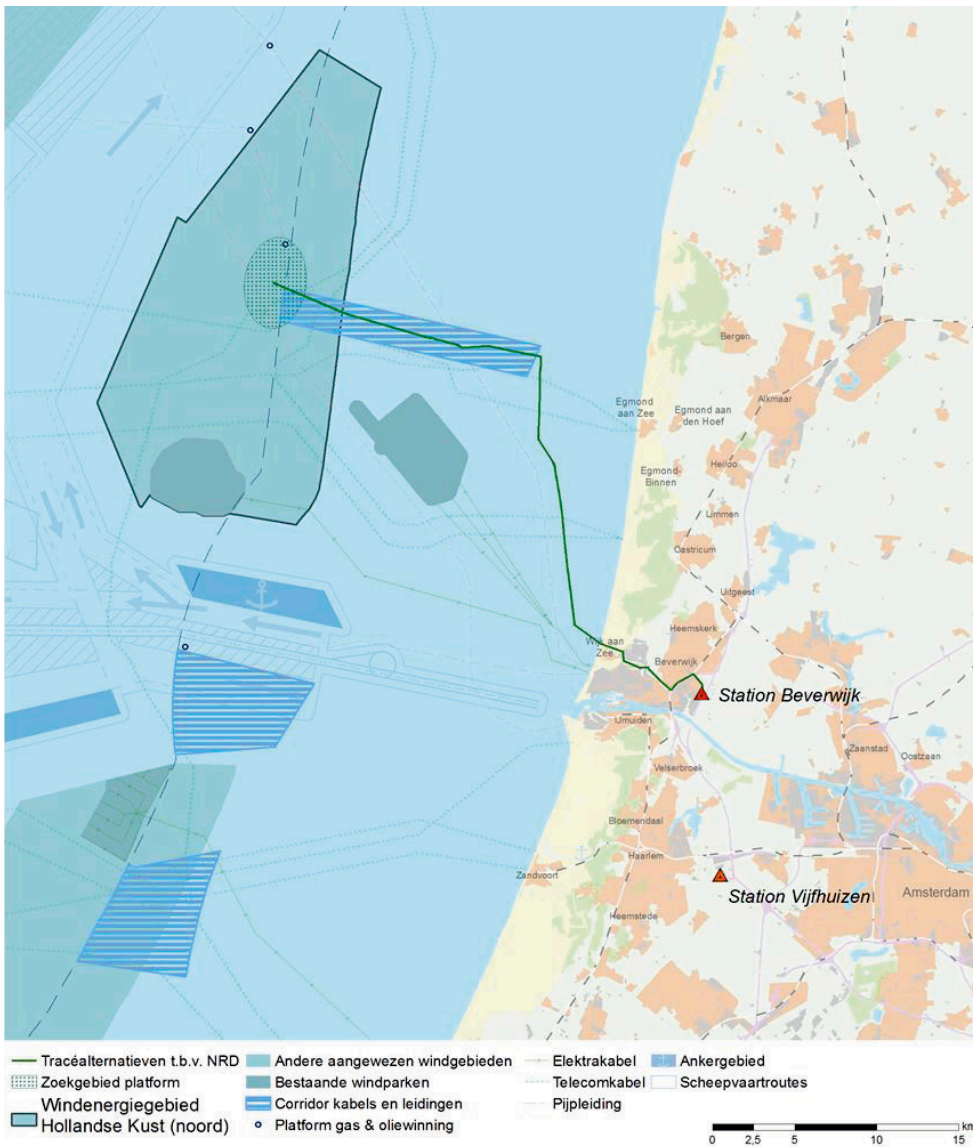 Bergen
Alkmaar
Egmond
aan Zee
Egmond aan
den Hoef
Heiloo
Egmond-
Binnen
Limmen
Castricum
Uitgeest
Heemskerk
Wijk aan
Zee
Beverwijk
Station Beverwijk
IJmuiden
Zaanstad
Oostzaan
Velserbroek
Bloemendaal
Haarlem
Zandvoort
Station Vijfhuizen
Amsterdam
Heemstede
Tracéalternatieven t.b.v. NRD
Andere aangewezen windgebieden
Elektrakabel
Ankergebied
Zoekgebied platform
Bestaande windparken
Telecomkabel
Scheepvaartroutes
Windenergiegebied
Hollandse Kust (noord)
Corridor kabels en leidingen
Pijpleiding
Platform gas & oliewinning
km
0 2,5 5 10 15